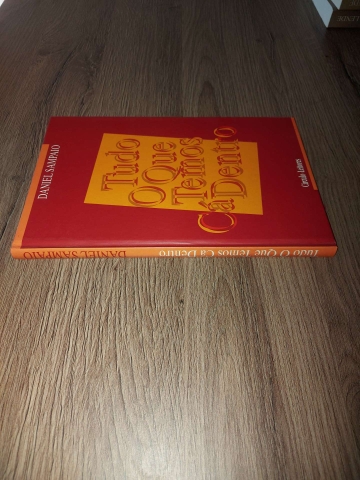 DANIEL SAMPAIO
Tudo
O Que
Temos
Cá Dentro
Círculo de Leitores
DANIEL SAMPAIO
Tudo O Que Temos Cá Dentro